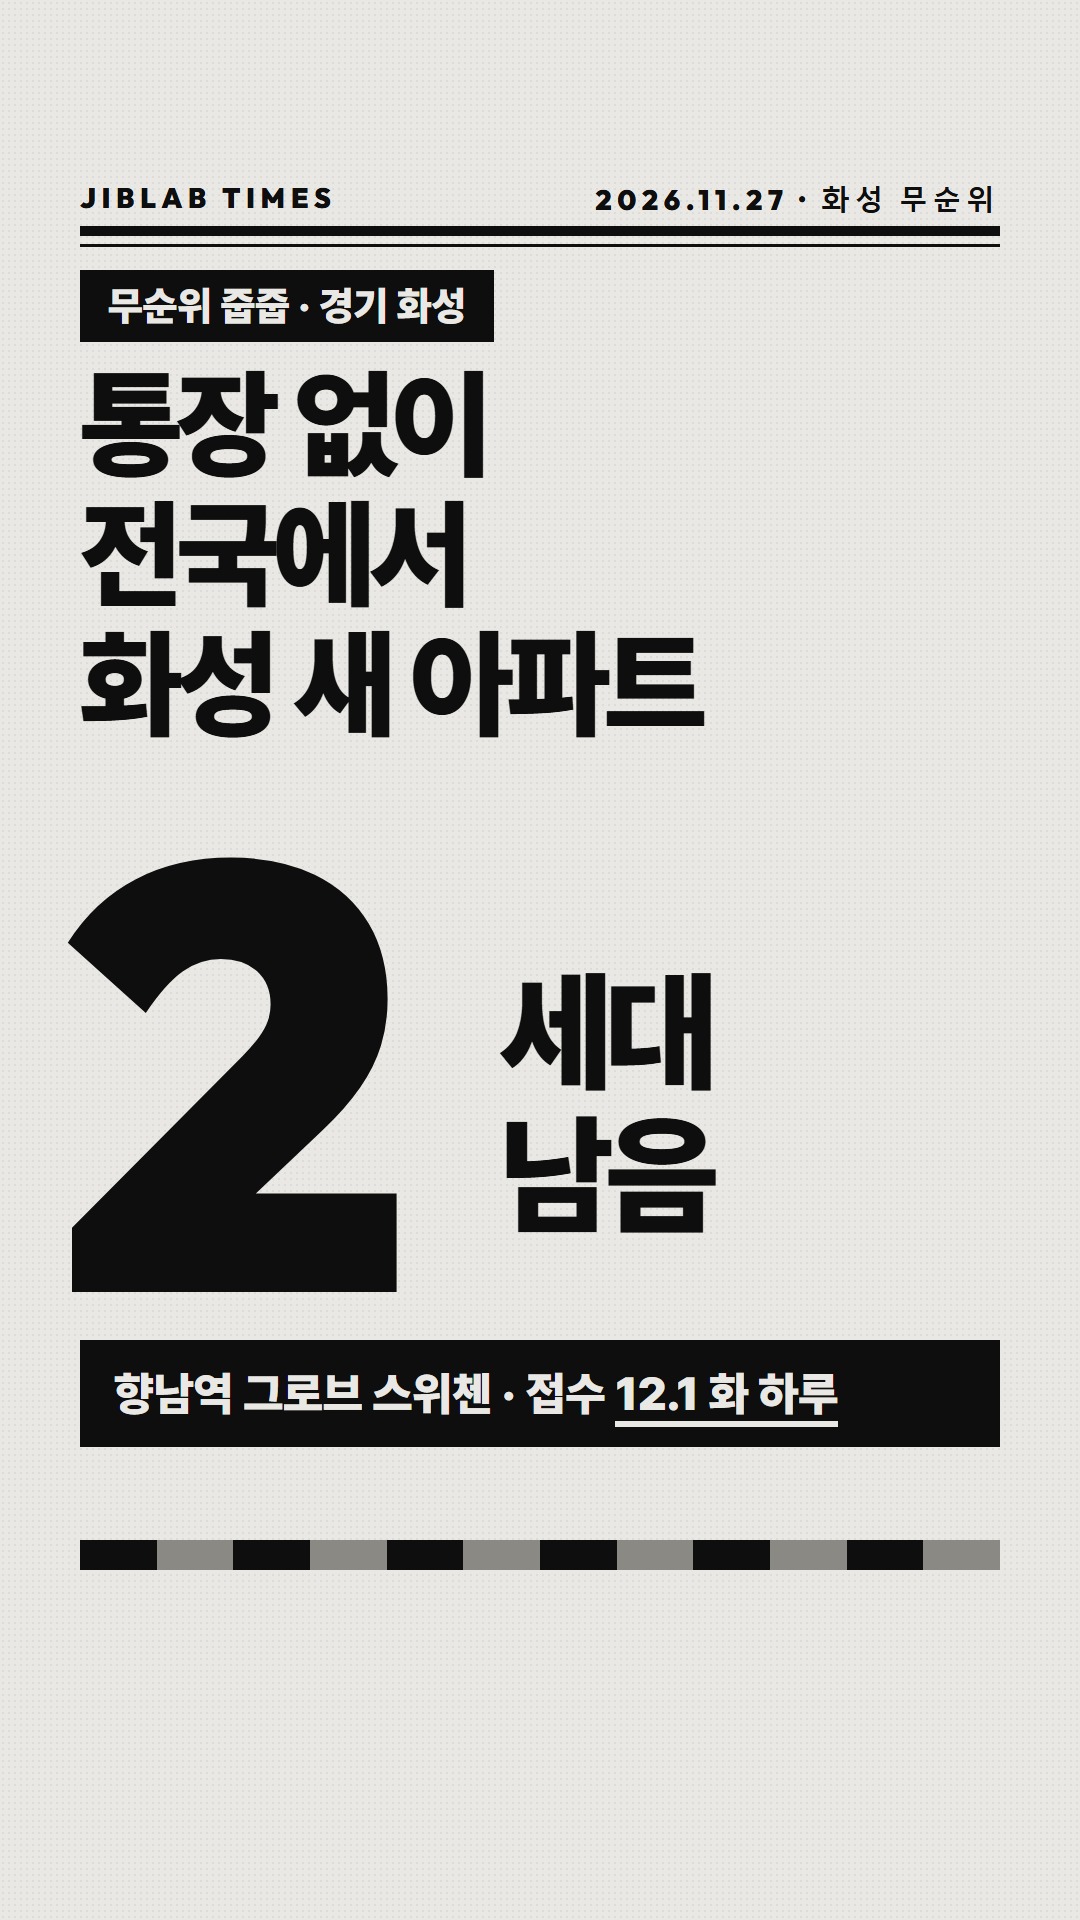 JIBLAB TIMES
2026.11.27 · 화성 무순위
무순위 줍줍 · 경기 화성
통장 없이
전국에서
화성 새 아파트
2
세대
남음
향남역 그로브 스위첸 · 접수 12.1 화 하루